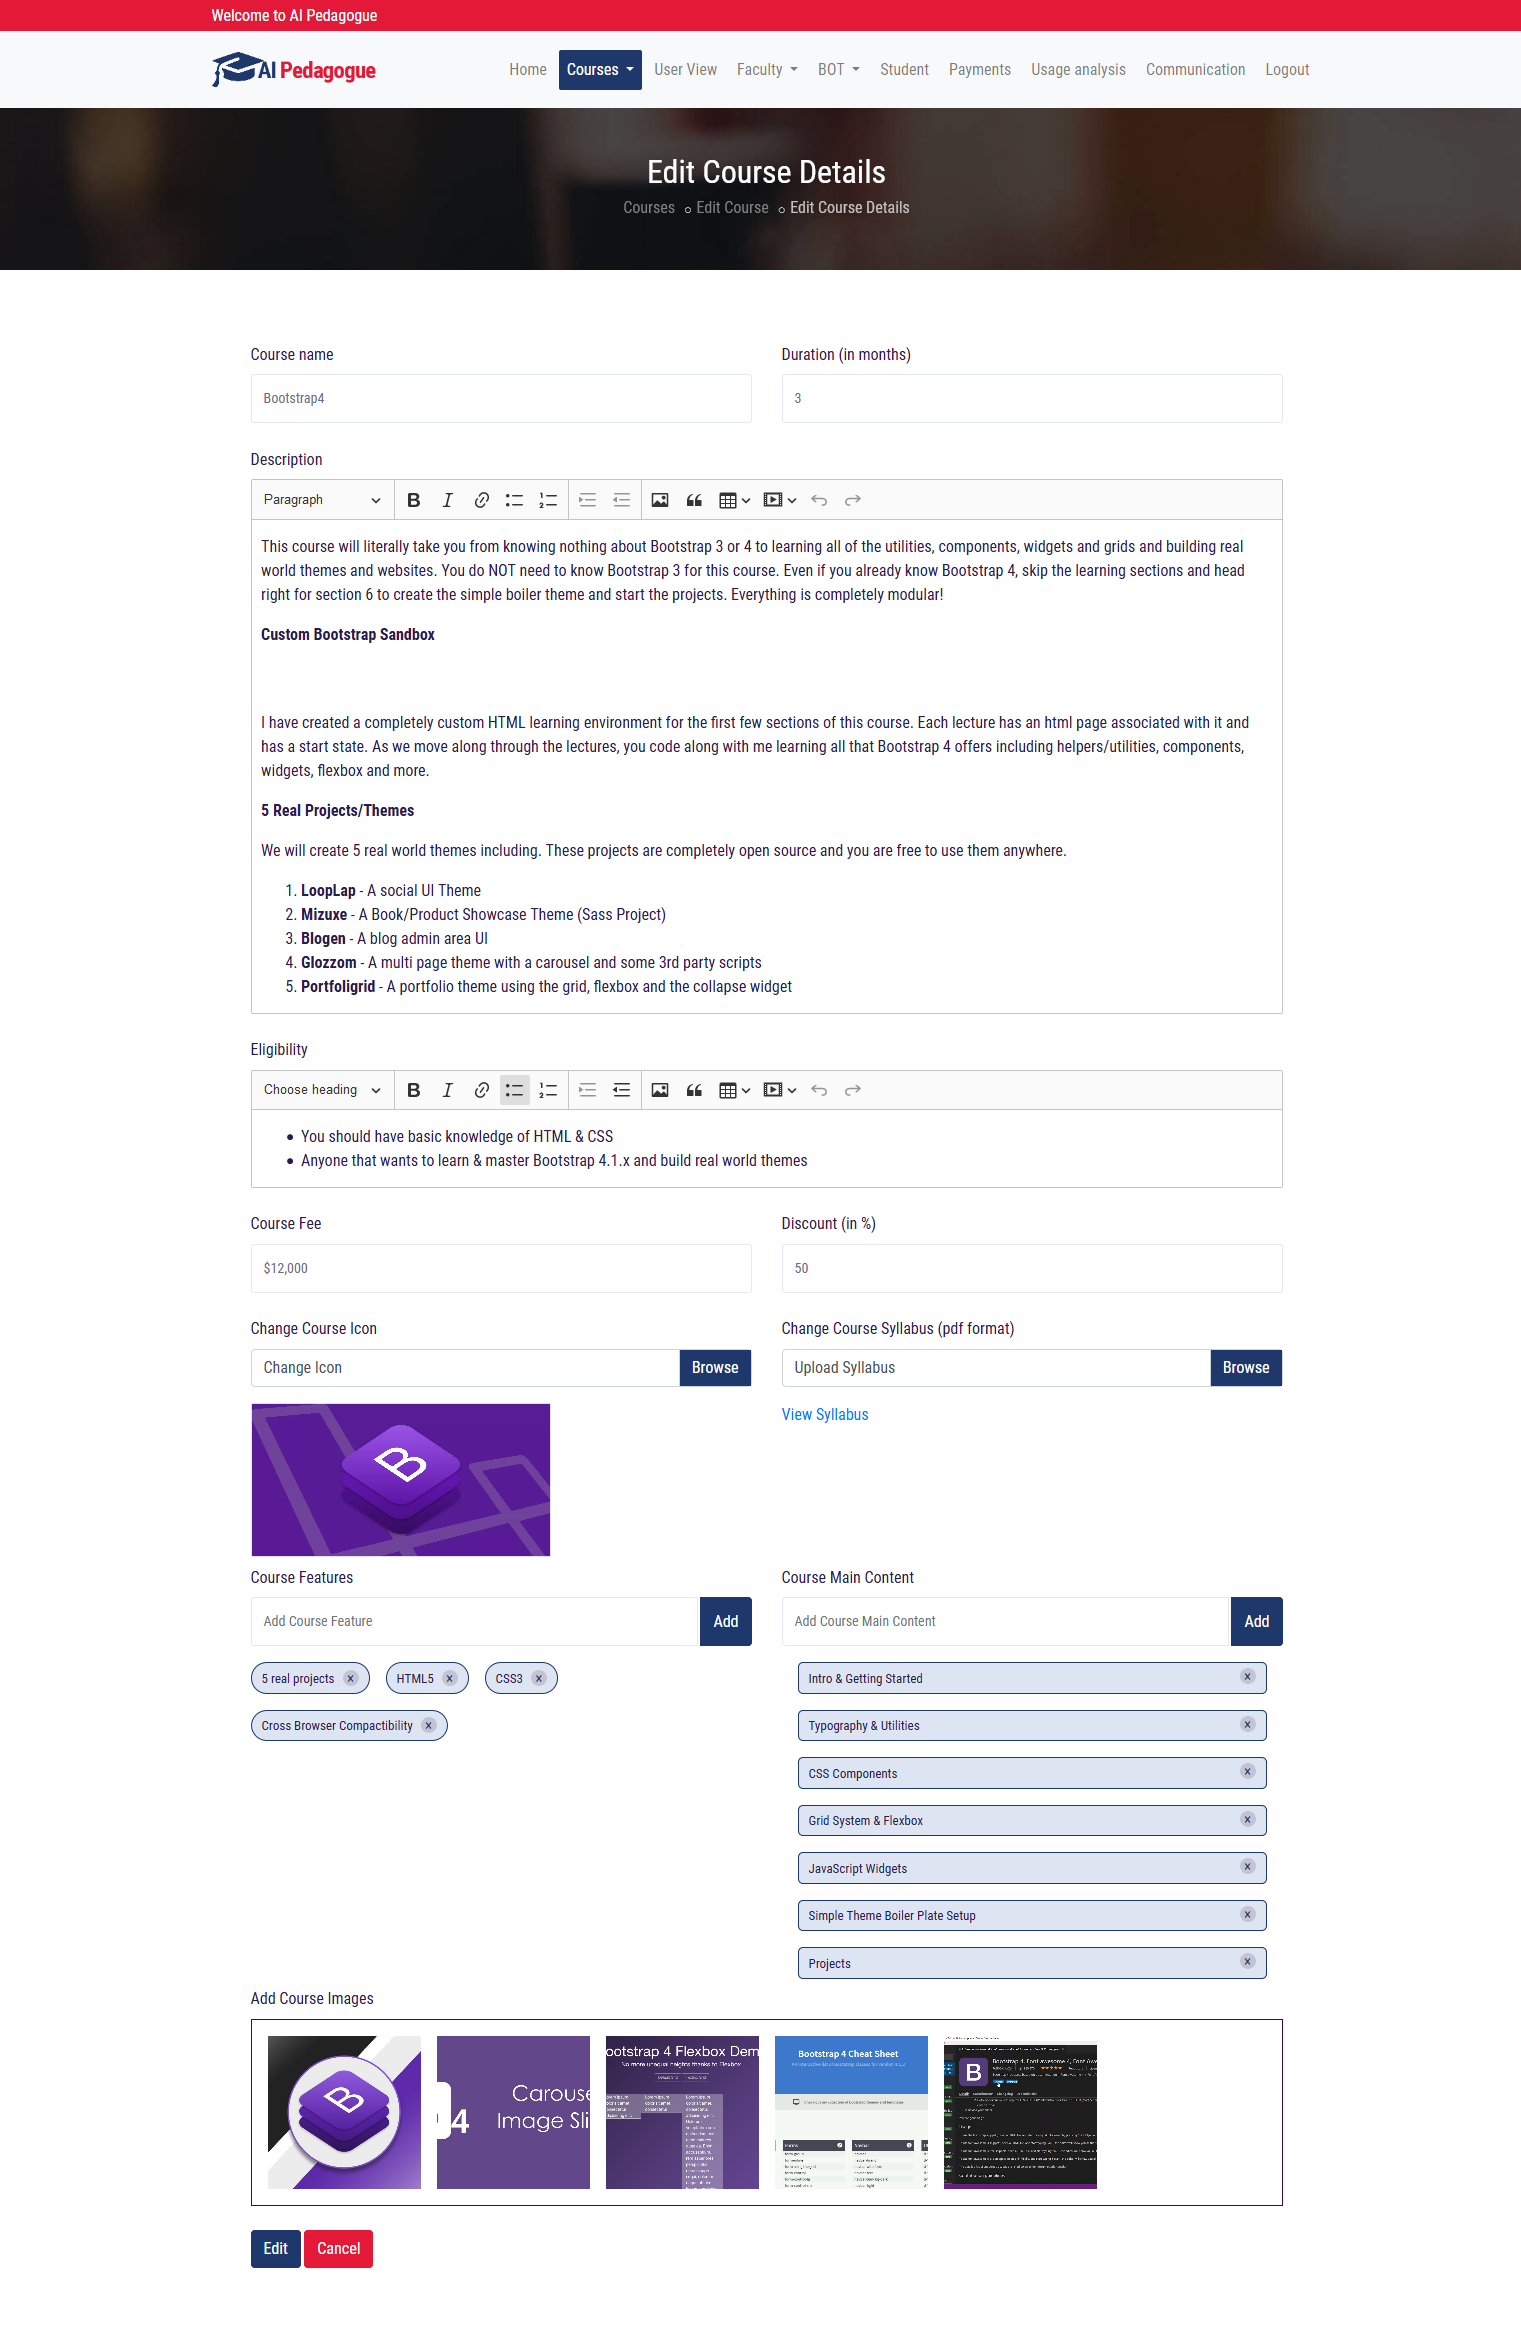 Welcome to AI Pedagogue
AI Pedagogue
Home Courses User View Faculty BOT Student Payments Usage analysis Communication Logout
Edit Course Details
Courses Edit Course Edit Course Details
Course name
Duration (in months)
Bootstrap4
3
Description
Paragraph
This course will literally take you from knowing nothing about Bootstrap 3 or 4 to learning all of the utilities, components, widgets and grids and building real
world themes and websites. You do NOT need to know Bootstrap 3 for this course. Even if you already know Bootstrap 4, skip the learning sections and head
right for section 6 to create the simple boiler theme and start the projects. Everything is completely modular!
Custom Bootstrap Sandbox
I have created a completely custom HTML learning environment for the first few sections of this course. Each lecture has an html page associated with it and
has a start state. As we move along through the lectures, you code along with me learning all that Bootstrap 4 offers including helpers/utilities, components,
widgets, flexbox and more.
5 Real Projects/Themes
We will create 5 real world themes including. These projects are completely open source and you are free to use them anywhere.
1. LoopLap - A social UI Theme
2. Mizuxe - A Book/Product Showcase Theme (Sass Project)
3. Blogen - A blog admin area UI
4. Glozzom - A multi page theme with a carousel and some 3rd party scripts
5. Portfoligrid - A portfolio theme using the grid, flexbox and the collapse widget
Eligibility
Choose heading
• You should have basic knowledge of HTML & CSS
• Anyone that wants to learn & master Bootstrap 4.1.x and build real world themes
Course Fee
Discount (in %)
$12,000
50
Change Course Icon
Change Course Syllabus (pdf format)
Change Icon Browse
Upload Syllabus Browse
View Syllabus
B
Course Features
Course Main Content
Add Course Feature Add
Add Course Main Content Add
5 real projects x HTML5 x CSS3 x
Cross Browser Compactibility x
Intro & Getting Started x
Typography & Utilities x
CSS Components x
Grid System & Flexbox x
JavaScript Widgets x
Simple Theme Boiler Plate Setup x
Projects x
Add Course Images
B
4
Carouse
Image Sli
ootstrap 4 Flexbox Dem
No more unequal heights thanks to Flexbox
Bootstrap 4 Cheat Sheet
Forms
Navbar
B
Bootstrap 4, Font awesome 4, Font Awe
Edit Cancel